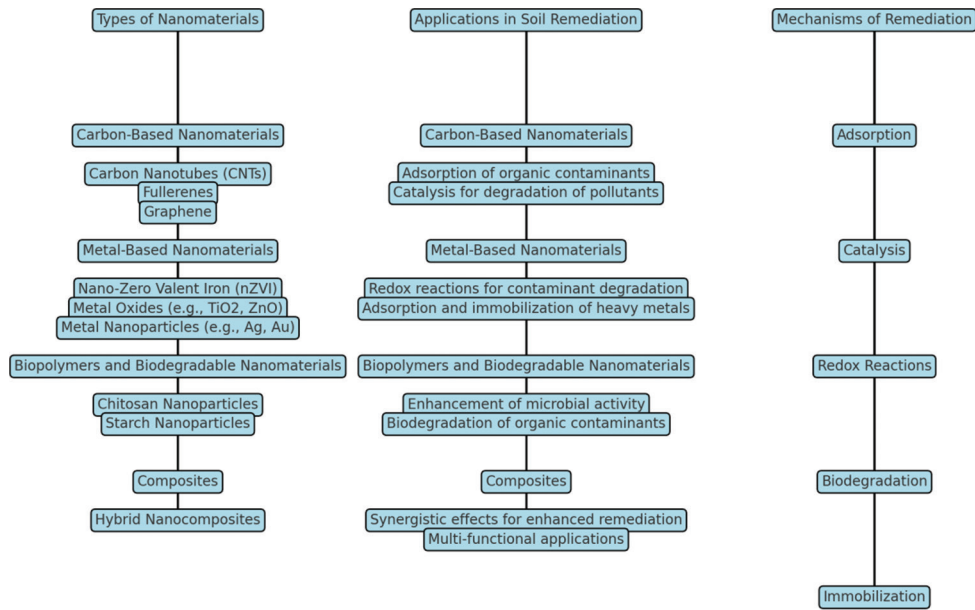 Types of Nanomaterials
Carbon-Based Nanomaterials
Carbon Nanotubes (CNTs)
Fullerenes
Graphene
Metal-Based Nanomaterials
Nano-Zero Valent Iron (nZVI)
Metal Oxides (e.g., TiO2, ZnO)
Metal Nanoparticles (e.g., Ag, Au)
Biopolymers and Biodegradable Nanomaterials
Chitosan Nanoparticles
Starch Nanoparticles
Composites
Hybrid Nanocomposites
Applications in Soil Remediation
Carbon-Based Nanomaterials
Adsorption of organic contaminants
Catalysis for degradation of pollutants
Metal-Based Nanomaterials
Redox reactions for contaminant degradation
Adsorption and immobilization of heavy metals
Biopolymers and Biodegradable Nanomaterials
Enhancement of microbial activity
Biodegradation of organic contaminants
Composites
Synergistic effects for enhanced remediation
Multi-functional applications
Mechanisms of Remediation
Adsorption
Catalysis
Redox Reactions
Biodegradation
Immobilization